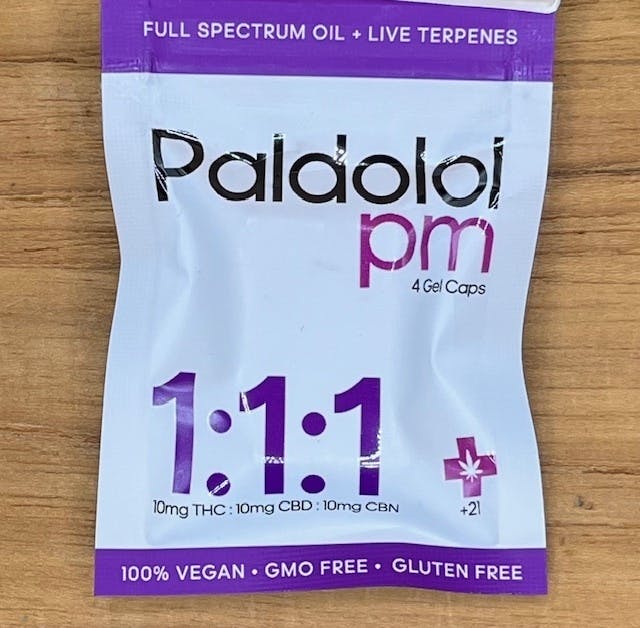 FULL SPECTRUM OIL + LIVE TERPENES
Paldolol
pm
4 Gel Caps
1:1:1
10mg THC : 10mg CBD : 10mg CBN
+21
100% VEGAN • GMO FREE • GLUTEN FREE